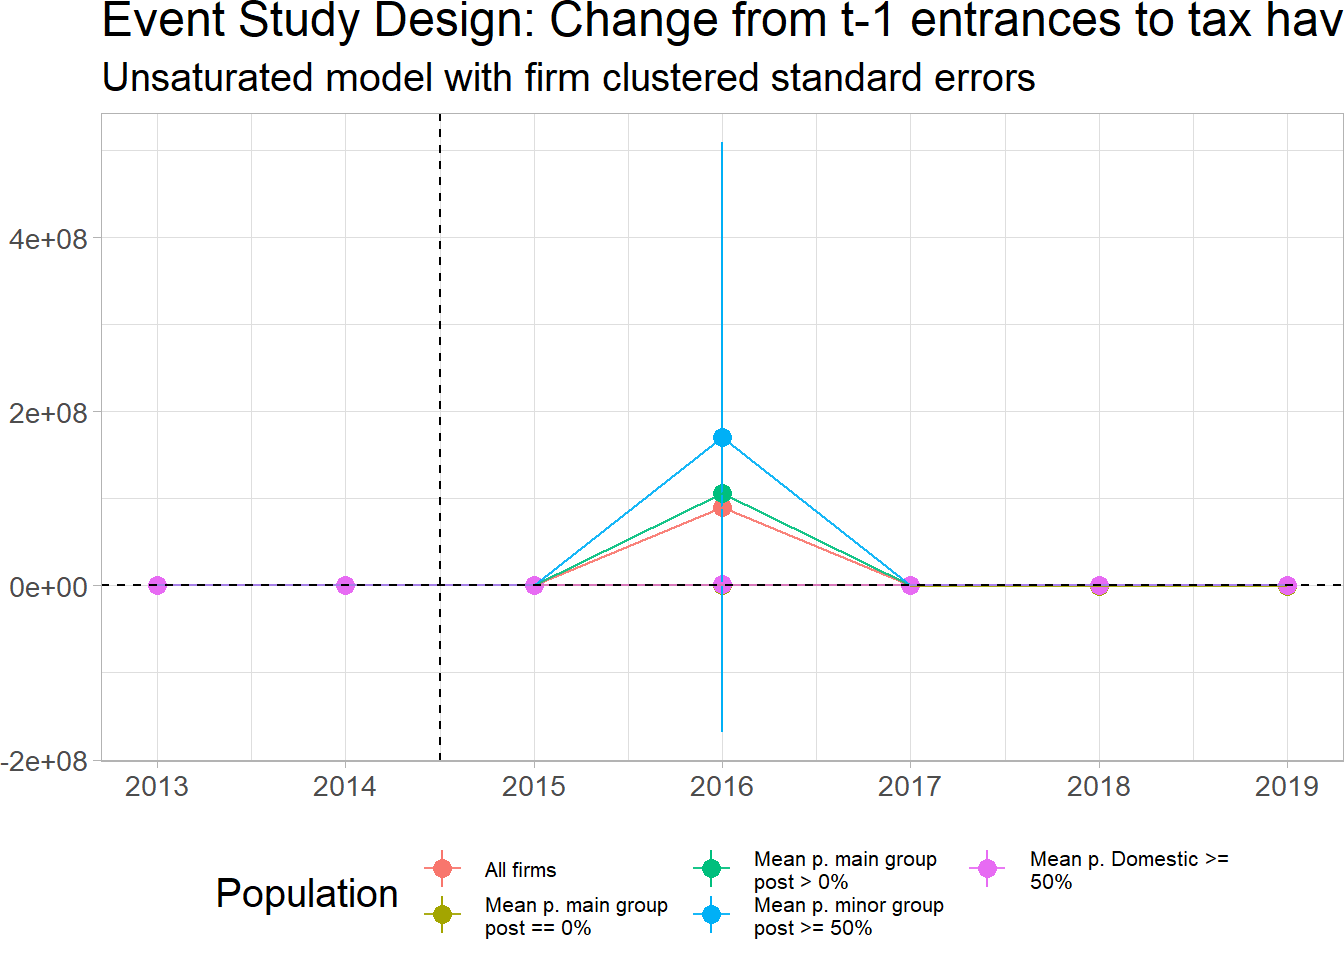 Event Study Design: Change from t-1 entrances to tax hav
Unsaturated model with firm clustered standard errors
4e+08
2e+08
0e+00
-2e+08
2013 2014 2015 2016 2017 2018 2019
Population
All firms
Mean p. main group
post == 0%
Mean p. main group
post > 0%
Mean p. minor group
post >= 50%
Mean p. Domestic >=
50%